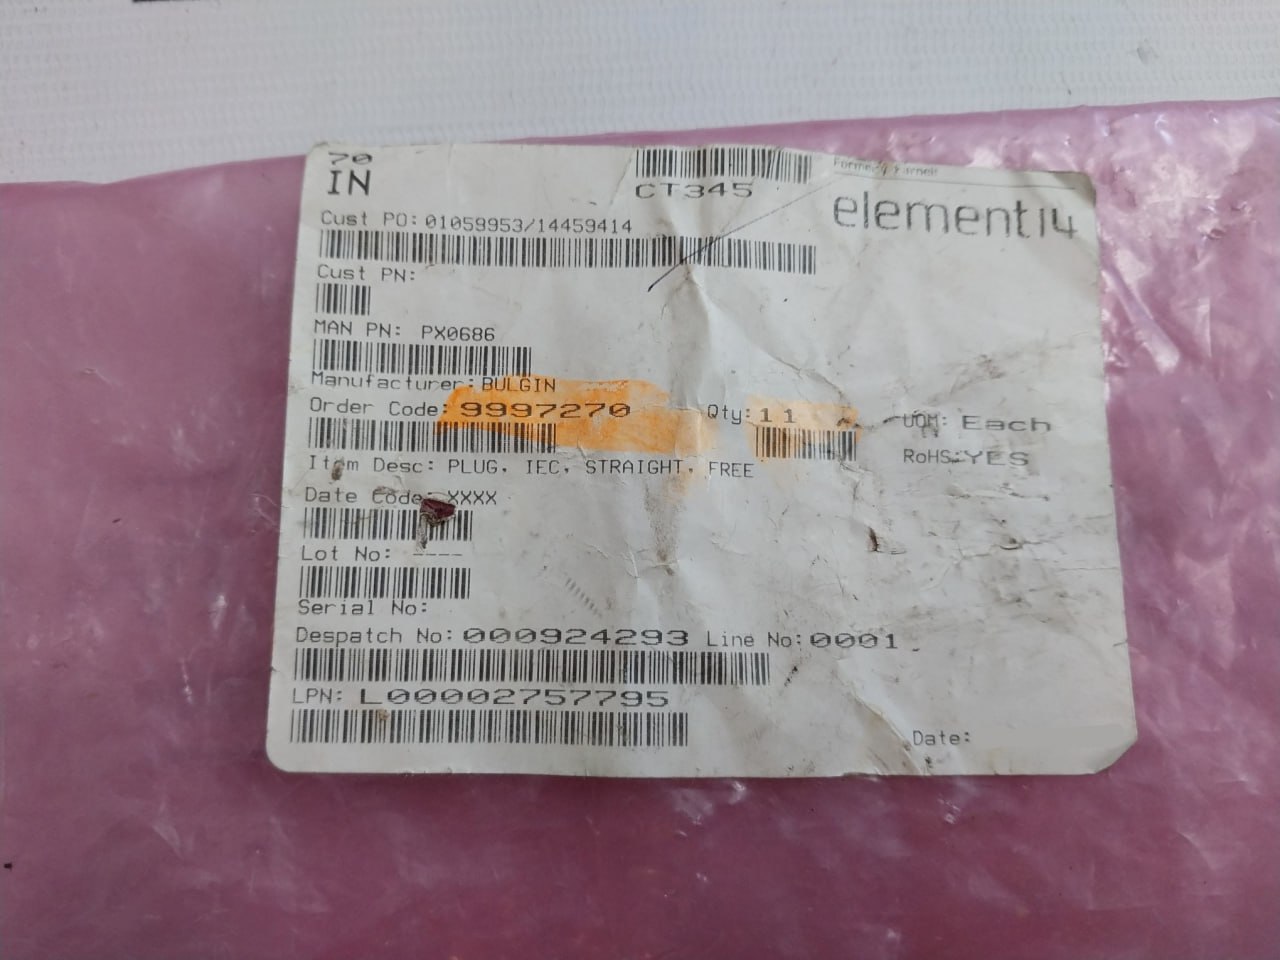 70
IN
CT345
Formerly Farnell
element14
Cust PO: 01059953/14459414
Cust PN:
MAN PN: PX0686
Manufacturer: BULGIN
Order Code: 9997270 Qty: 11 UOM: Each
RoHS: YES
Item Desc: PLUG, IEC, STRAIGHT, FREE
Date Code: XXXX
Lot No: ----
Serial No:
Despatch No: 000924293 Line No: 0001
LPN: L00002757795
Date: